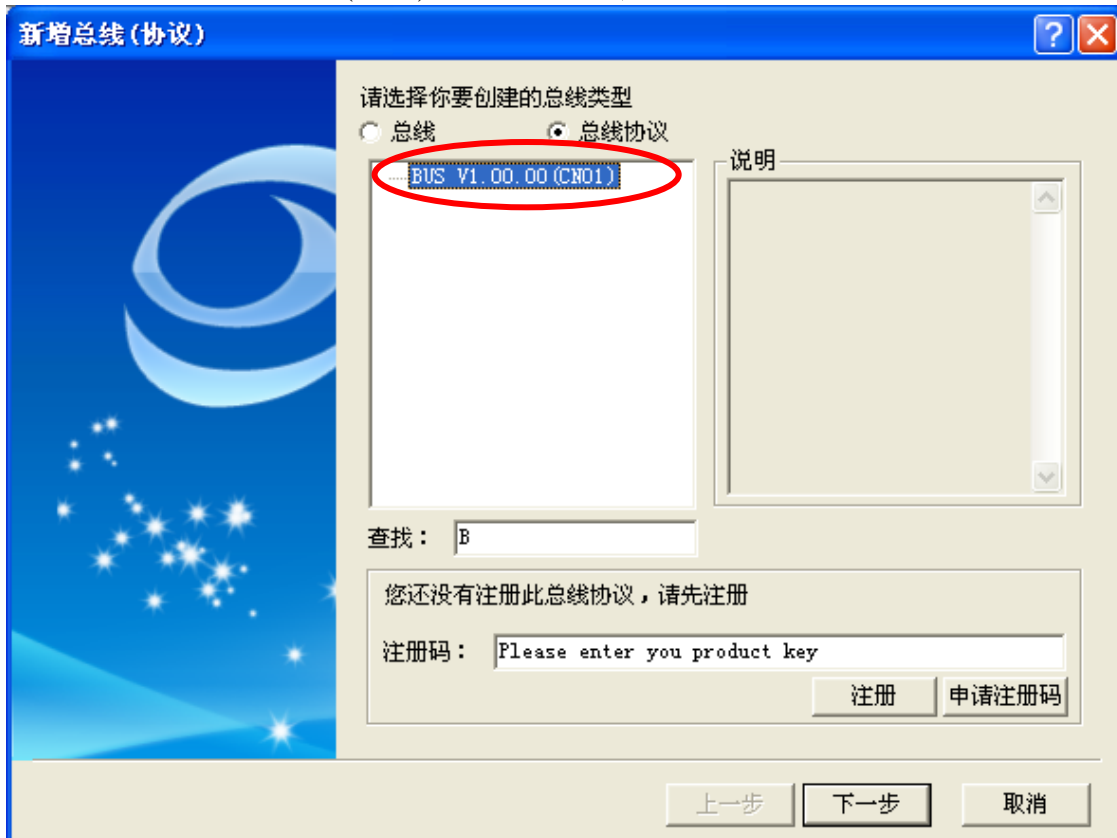 新增总线(协议)
请选择你要创建的总线类型
总线 总线协议
BUS V1.00.00(CN01)
说明
查找： B
您还没有注册此总线协议，请先注册
注册码： Please enter you product key
注册 申请注册码
上一步 下一步 取消